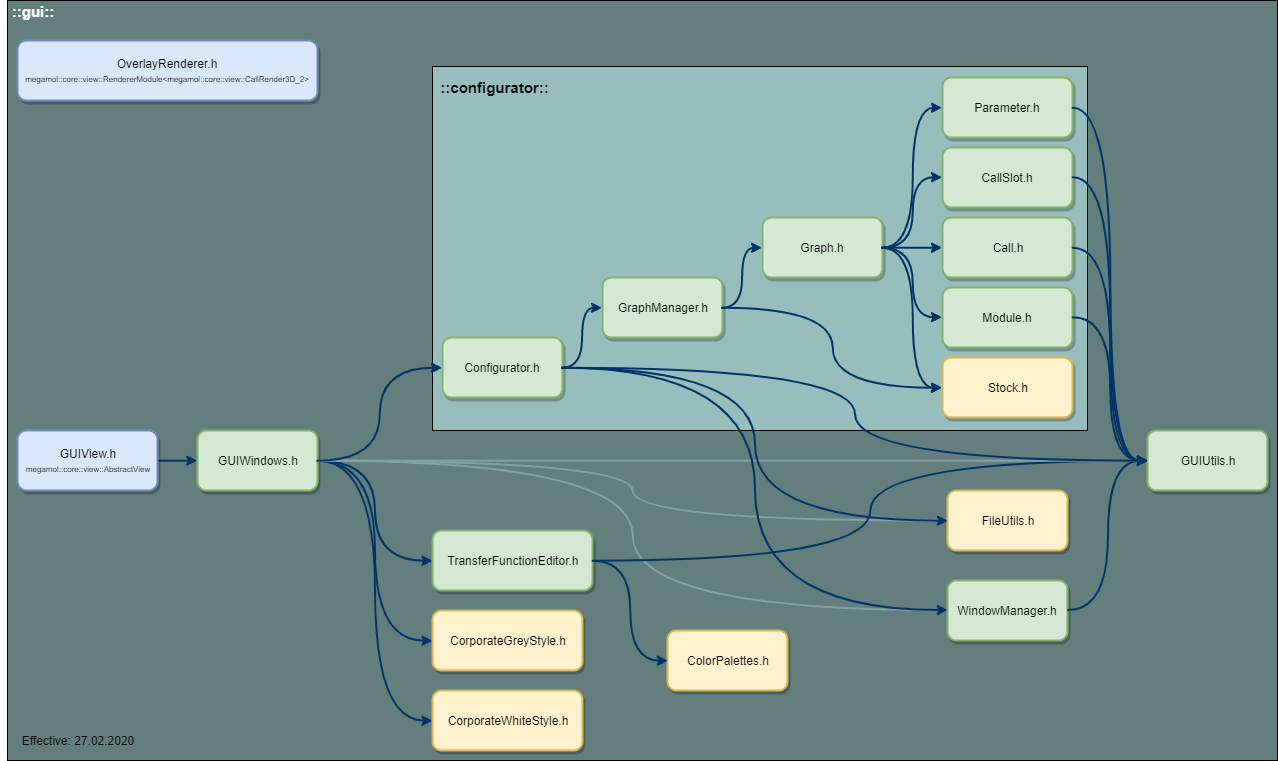 ::gui::
OverlayRenderer.h
megamol::core::view::RendererModule<megamol::core::view::CallRender3D_2>
::configurator::
Parameter.h
CallSlot.h
Graph.h
Call.h
GraphManager.h
Module.h
Configurator.h
Stock.h
GUIView.h
megamol::core::view::AbstractView
GUIWindows.h
GUIUtils.h
FileUtils.h
TransferFunctionEditor.h
WindowManager.h
CorporateGreyStyle.h
ColorPalettes.h
CorporateWhiteStyle.h
Effective: 27.02.2020